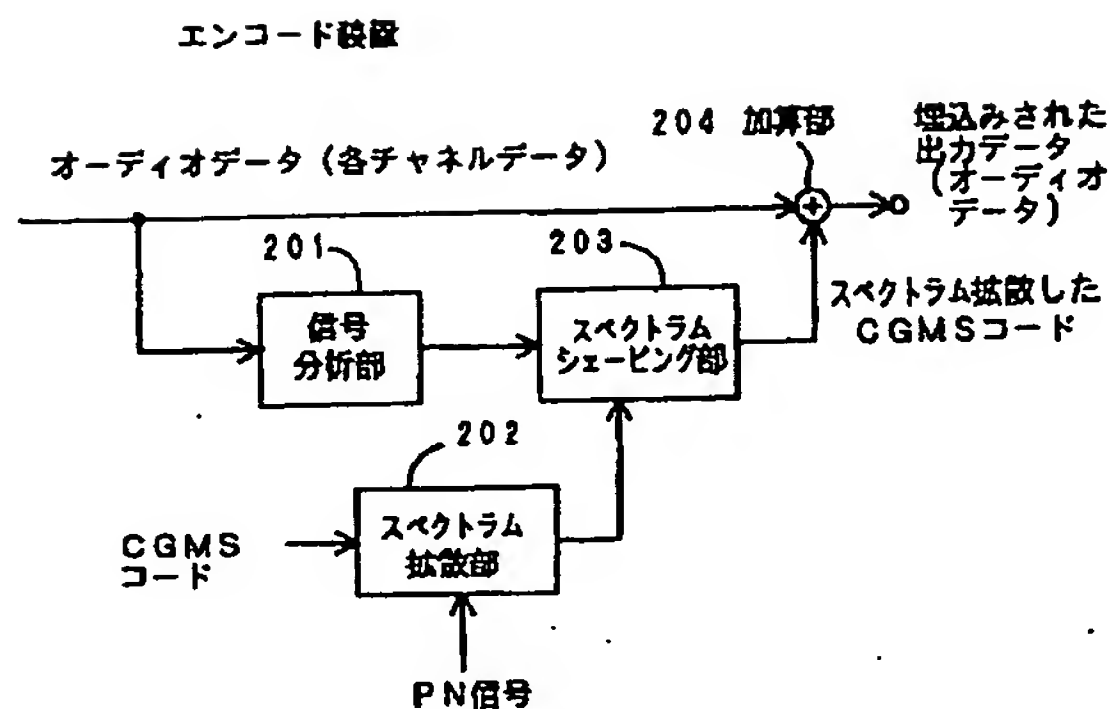 エンコード装置
204 加算部
埋込みされた
出力データ
(オーディオ
データ)
オーディオデータ(各チャネルデータ)
201
203
信号
分析部
スペクトラム
シェーピング部
スペクトラム拡散した
CGMSコード
202
CGMS
コード
スペクトラム
拡散部
PN信号